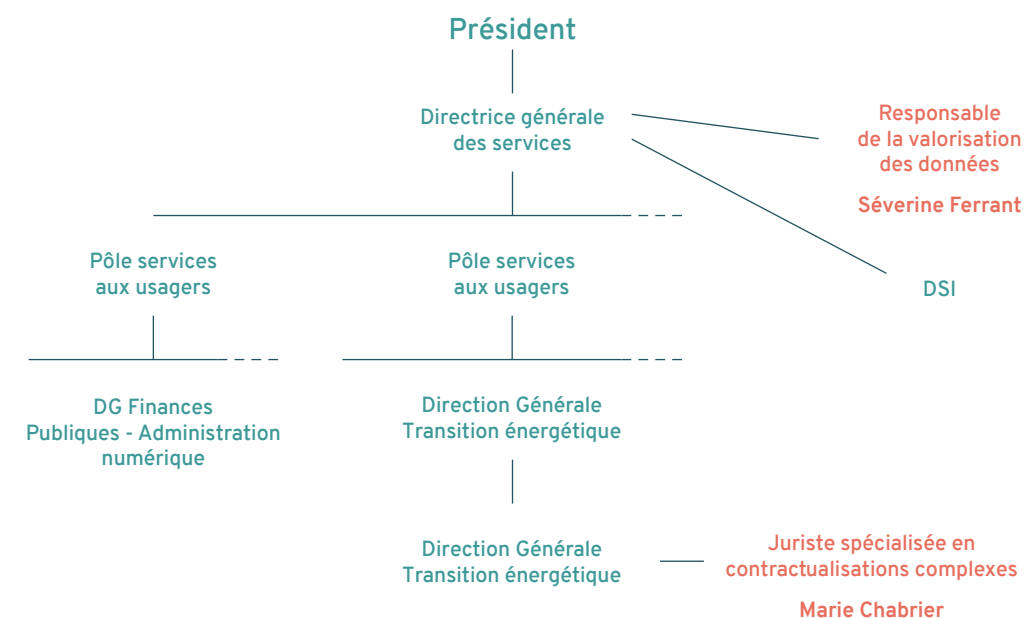 Président
Directrice générale
des services
Responsable
de la valorisation
des données
Séverine Ferrant
Pôle services
aux usagers
Pôle services
aux usagers
DSI
DG Finances
Publiques - Administration
numérique
Direction Générale
Transition énergétique
Direction Générale
Transition énergétique
Juriste spécialisée en
contractualisations complexes
Marie Chabrier